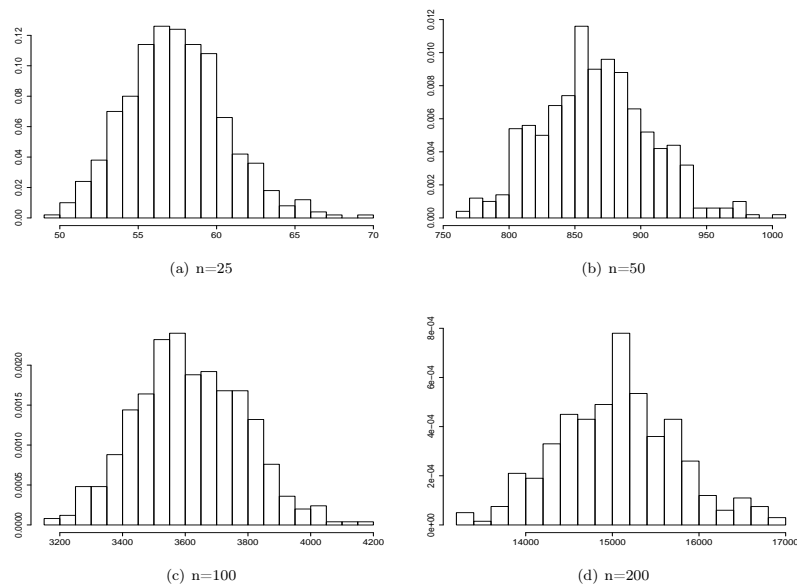 0.00 0.02 0.04 0.06 0.08 0.10 0.12
50 55 60 65 70
(a) n=25
0.000 0.002 0.004 0.006 0.008 0.010 0.012
750 800 850 900 950 1000
(b) n=50
0.0000 0.0005 0.0010 0.0015 0.0020
3200 3400 3600 3800 4000 4200
(c) n=100
0e+00 2e−04 4e−04 6e−04 8e−04
14000 15000 16000 17000
(d) n=200